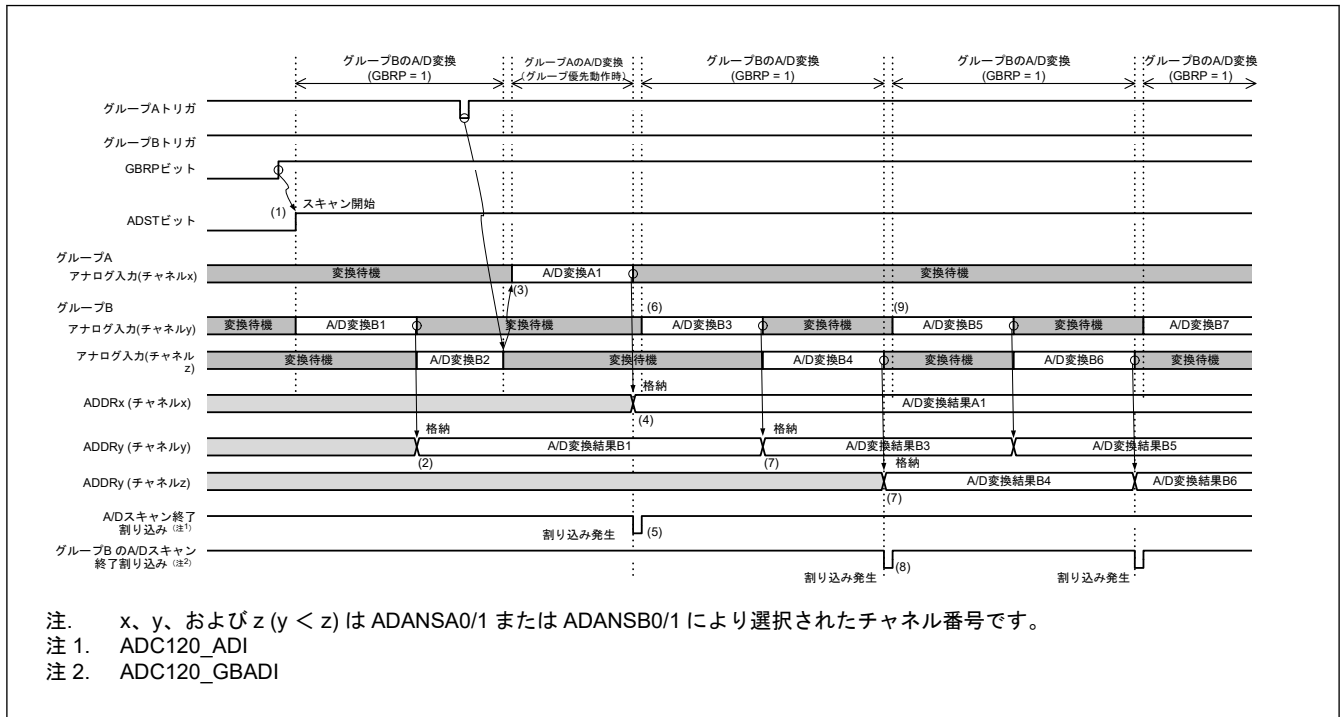 グループBのA/D変換
(GBRP = 1)
グループAのA/D変換
(グループ優先動作時)
グループBのA/D変換
(GBRP = 1)
グループBのA/D変換
(GBRP = 1)
グループBのA/D変換
(GBRP = 1)
グループAトリガ
グループBトリガ
GBRPビット
(1) スキャン開始
ADSTビット
グループA
アナログ入力(チャネルx)
変換待機 A/D変換A1 変換待機
(3)
グループB
(6) (9)
アナログ入力(チャネルy)
変換待機 A/D変換B1 変換待機 A/D変換B3 変換待機 A/D変換B5 変換待機 A/D変換B7
アナログ入力(チャネル
z)
変換待機 A/D変換B2 変換待機 A/D変換B4 変換待機 A/D変換B6 変換待機
格納
ADDRx (チャネルx) A/D変換結果A1
(4)
格納 格納
ADDRy (チャネルy) A/D変換結果B1 A/D変換結果B3 A/D変換結果B5
(2) (7)
格納
ADDRy (チャネルz) A/D変換結果B4 A/D変換結果B6
(7)
A/Dスキャン終了
割り込み (注1)
割り込み発生 (5)
グループB のA/Dスキャン
終了割り込み (注2)
(8)
割り込み発生 割り込み発生
注. x、y、および z (y < z) は ADANSA0/1 または ADANSB0/1 により選択されたチャネル番号です。
注 1. ADC120_ADI
注 2. ADC120_GBADI